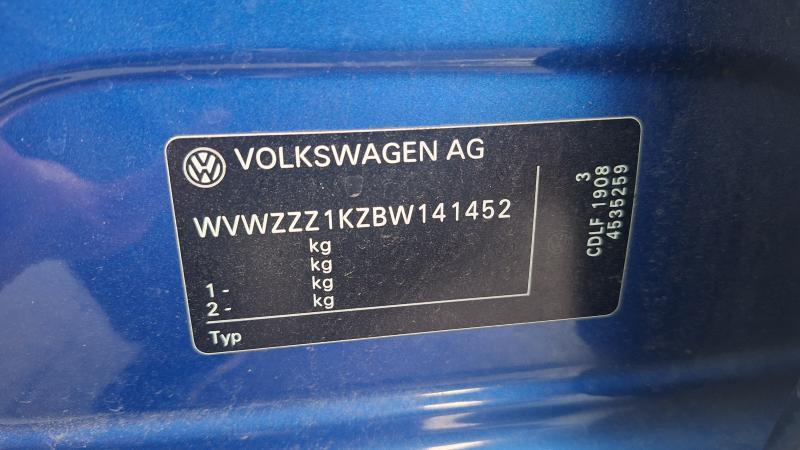 VOLKSWAGEN AG
WVWZZZ1KZBW141452
kg
kg
1- kg
2- kg
Typ
3
CDLF 1908
4535259